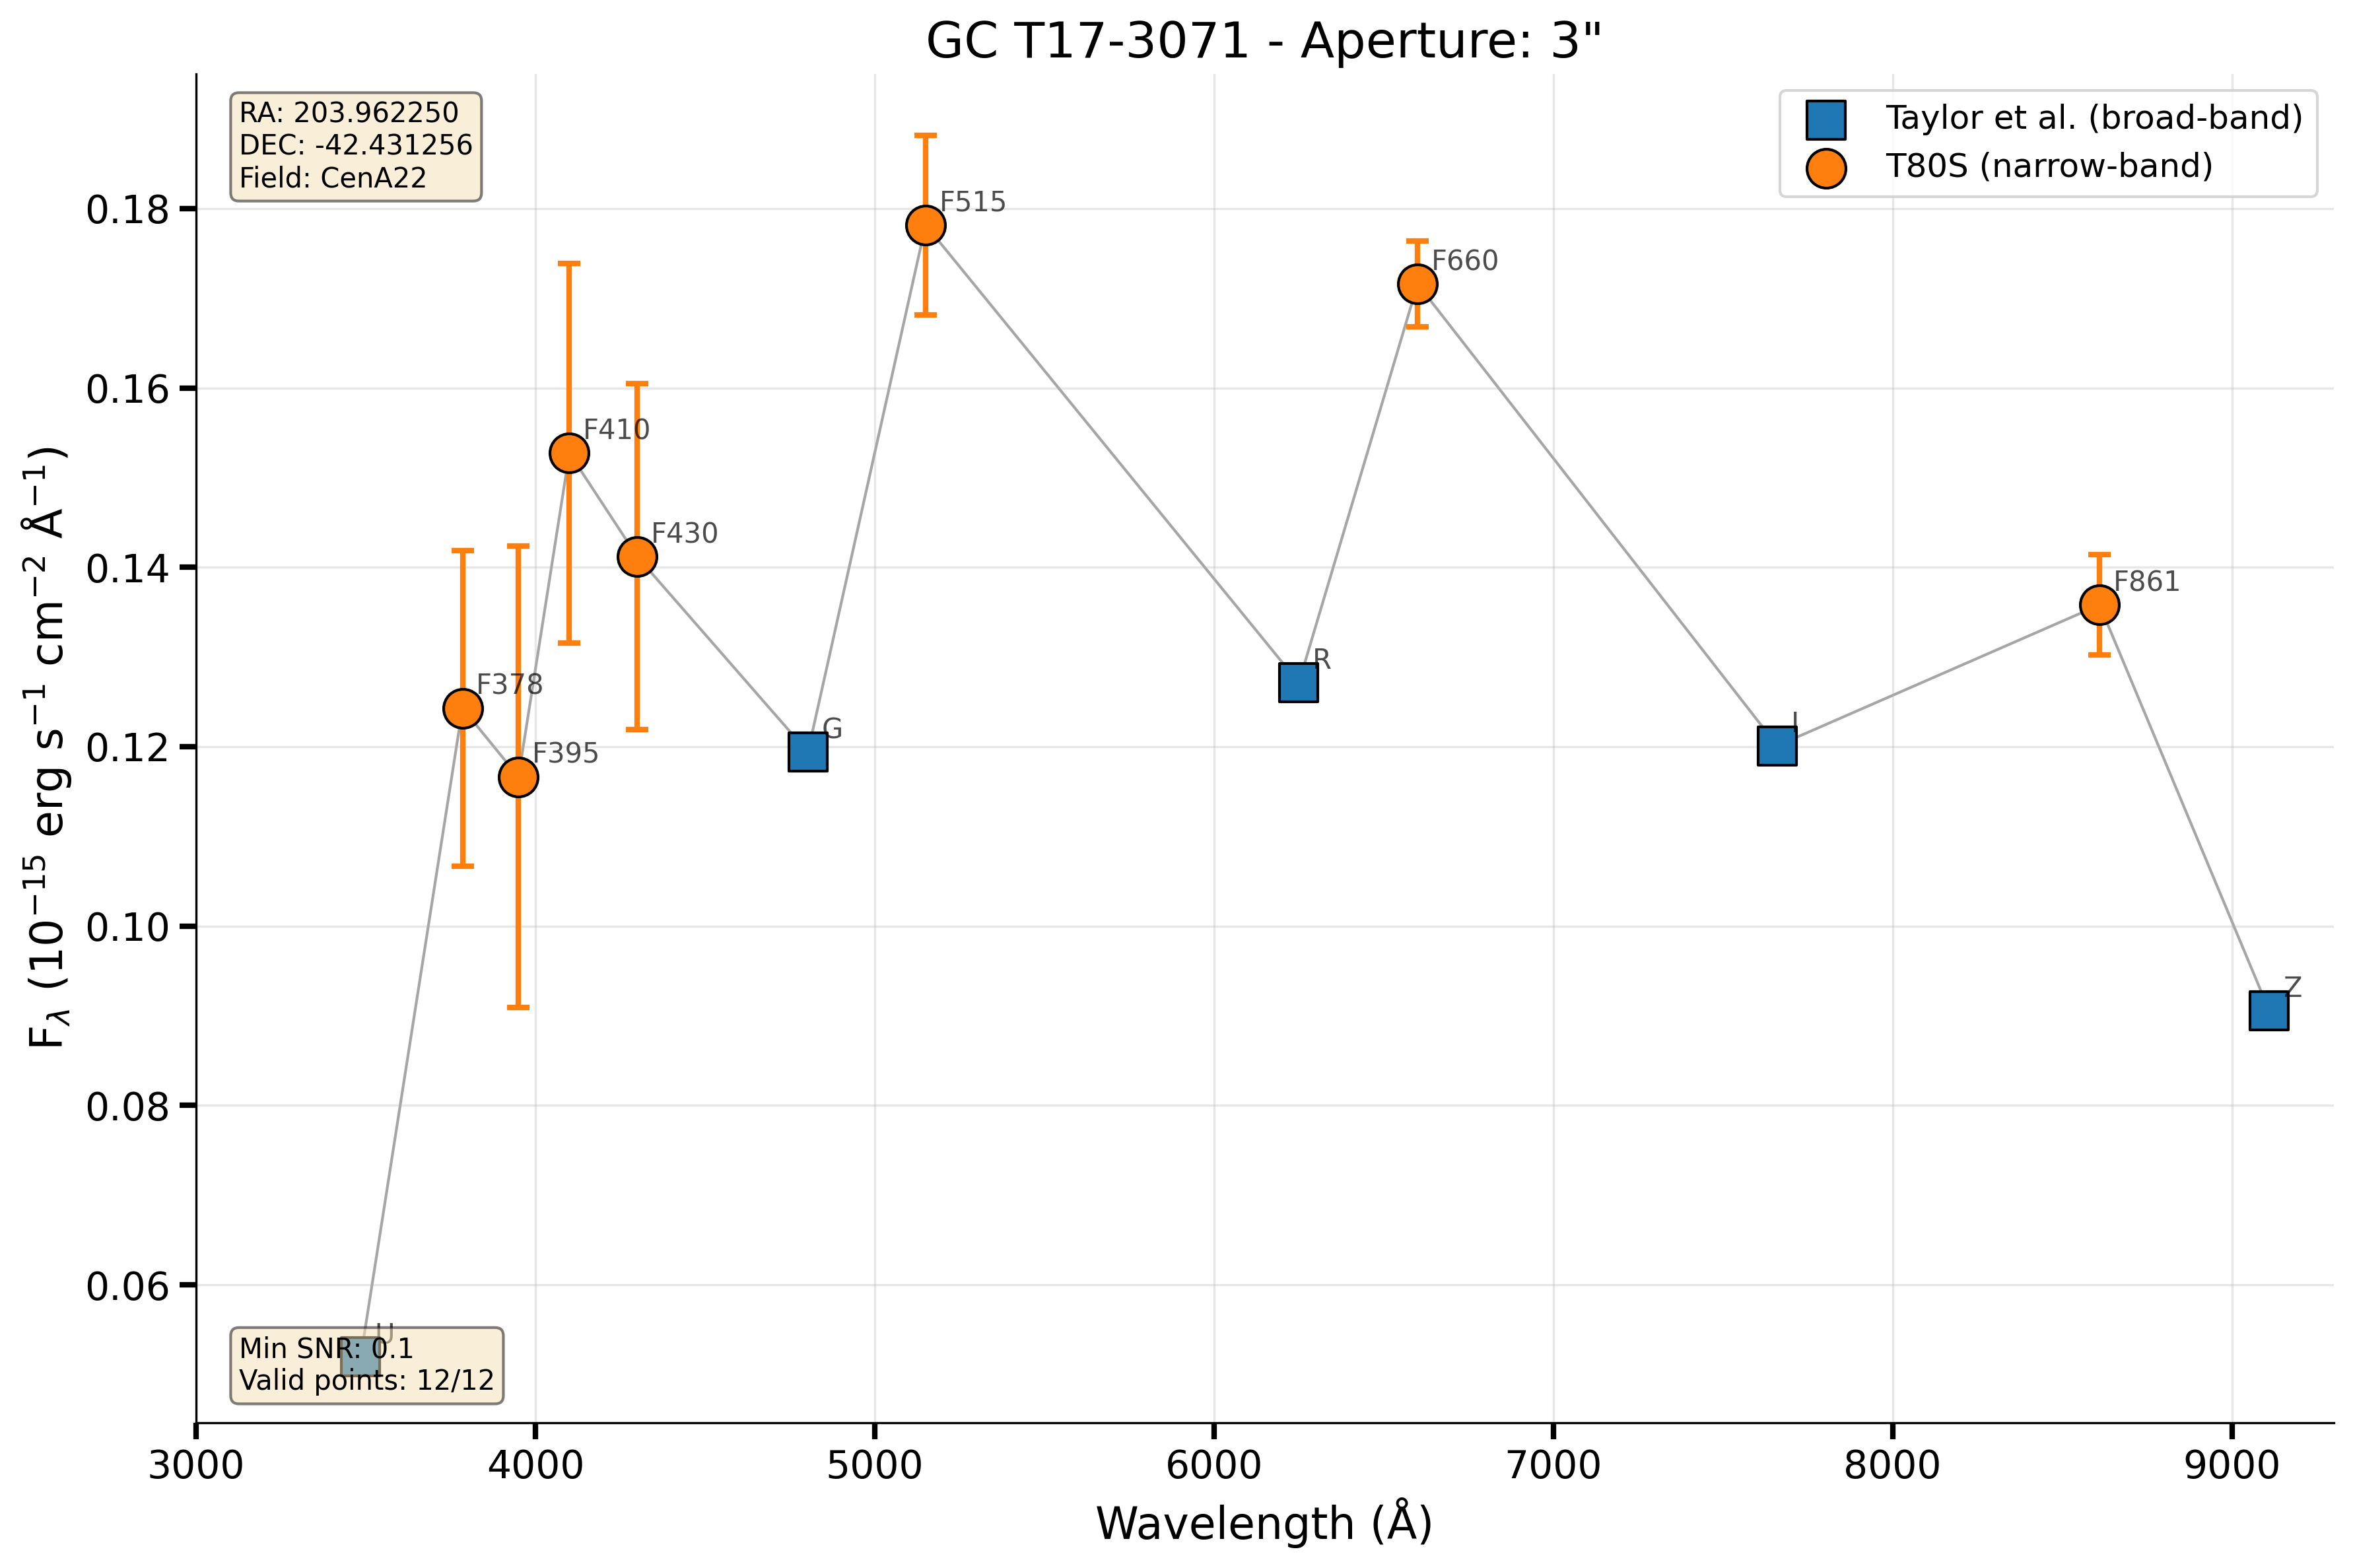 GC T17-3071 - Aperture: 3"
RA: 203.962250
DEC: -42.431256
Field: CenA22
Taylor et al. (broad-band)
T80S (narrow-band)
F515
F660
F410
F430
F861
F378
R
G
I
F395
Z
U
Min SNR: 0.1
Valid points: 12/12
0.18
0.16
0.14
0.12
0.10
0.08
0.06
F_λ (10⁻¹⁵ erg s⁻¹ cm⁻² Å⁻¹)
3000 4000 5000 6000 7000 8000 9000
Wavelength (Å)